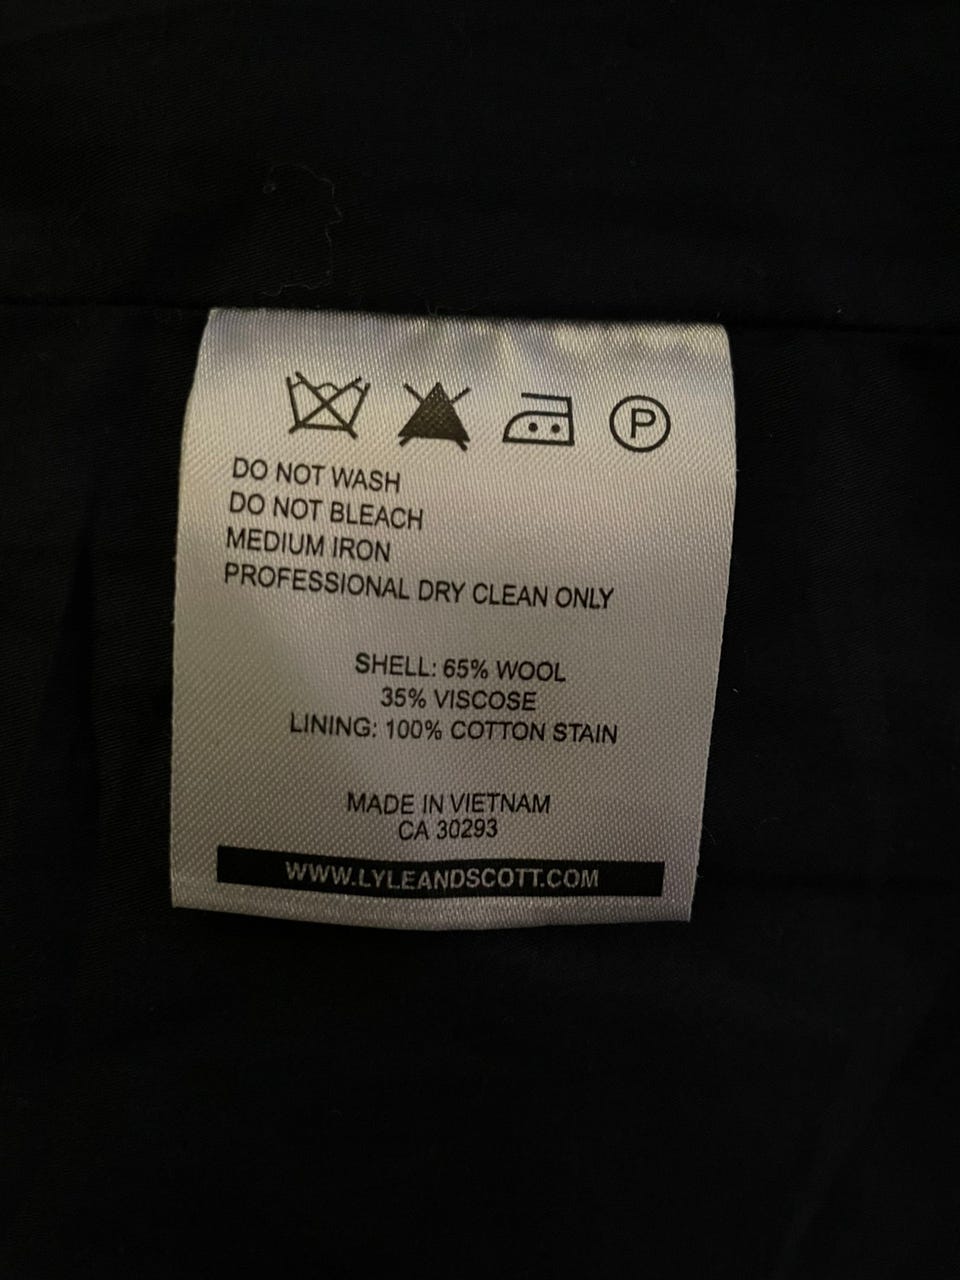 P
DO NOT WASH
DO NOT BLEACH
MEDIUM IRON
PROFESSIONAL DRY CLEAN ONLY
SHELL: 65% WOOL
35% VISCOSE
LINING: 100% COTTON STAIN
MADE IN VIETNAM
CA 30293
WWW.LYLEANDSCOTT.COM